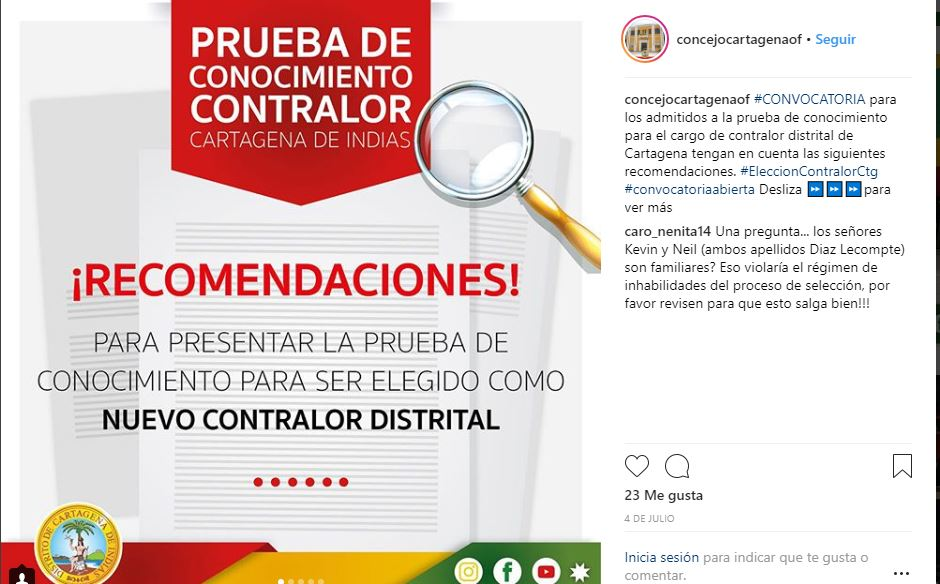 PRUEBA DE
CONOCIMIENTO
CONTRALOR
CARTAGENA DE INDIAS
¡RECOMENDACIONES!
PARA PRESENTAR LA PRUEBA DE
CONOCIMIENTO PARA SER ELEGIDO COMO
NUEVO CONTRALOR DISTRITAL
DISTRITO DE CARTAGENA DE INDIAS
concejocartagenaof • Seguir
concejocartagenaof #CONVOCATORIA para
los admitidos a la prueba de conocimiento
para el cargo de contralor distrital de
Cartagena tengan en cuenta las siguientes
recomendaciones. #EleccionContralorCtg
#convocatoriaabierta Desliza ⏩⏩⏩para
ver más
caro_nenita14 Una pregunta... los señores
Kevin y Neil (ambos apellidos Diaz Lecompte)
son familiares? Eso violaría el régimen de
inhabilidades del proceso de selección, por
favor revisen para que esto salga bien!!!
23 Me gusta
4 DE JULIO
Inicia sesión para indicar que te gusta o
comentar.